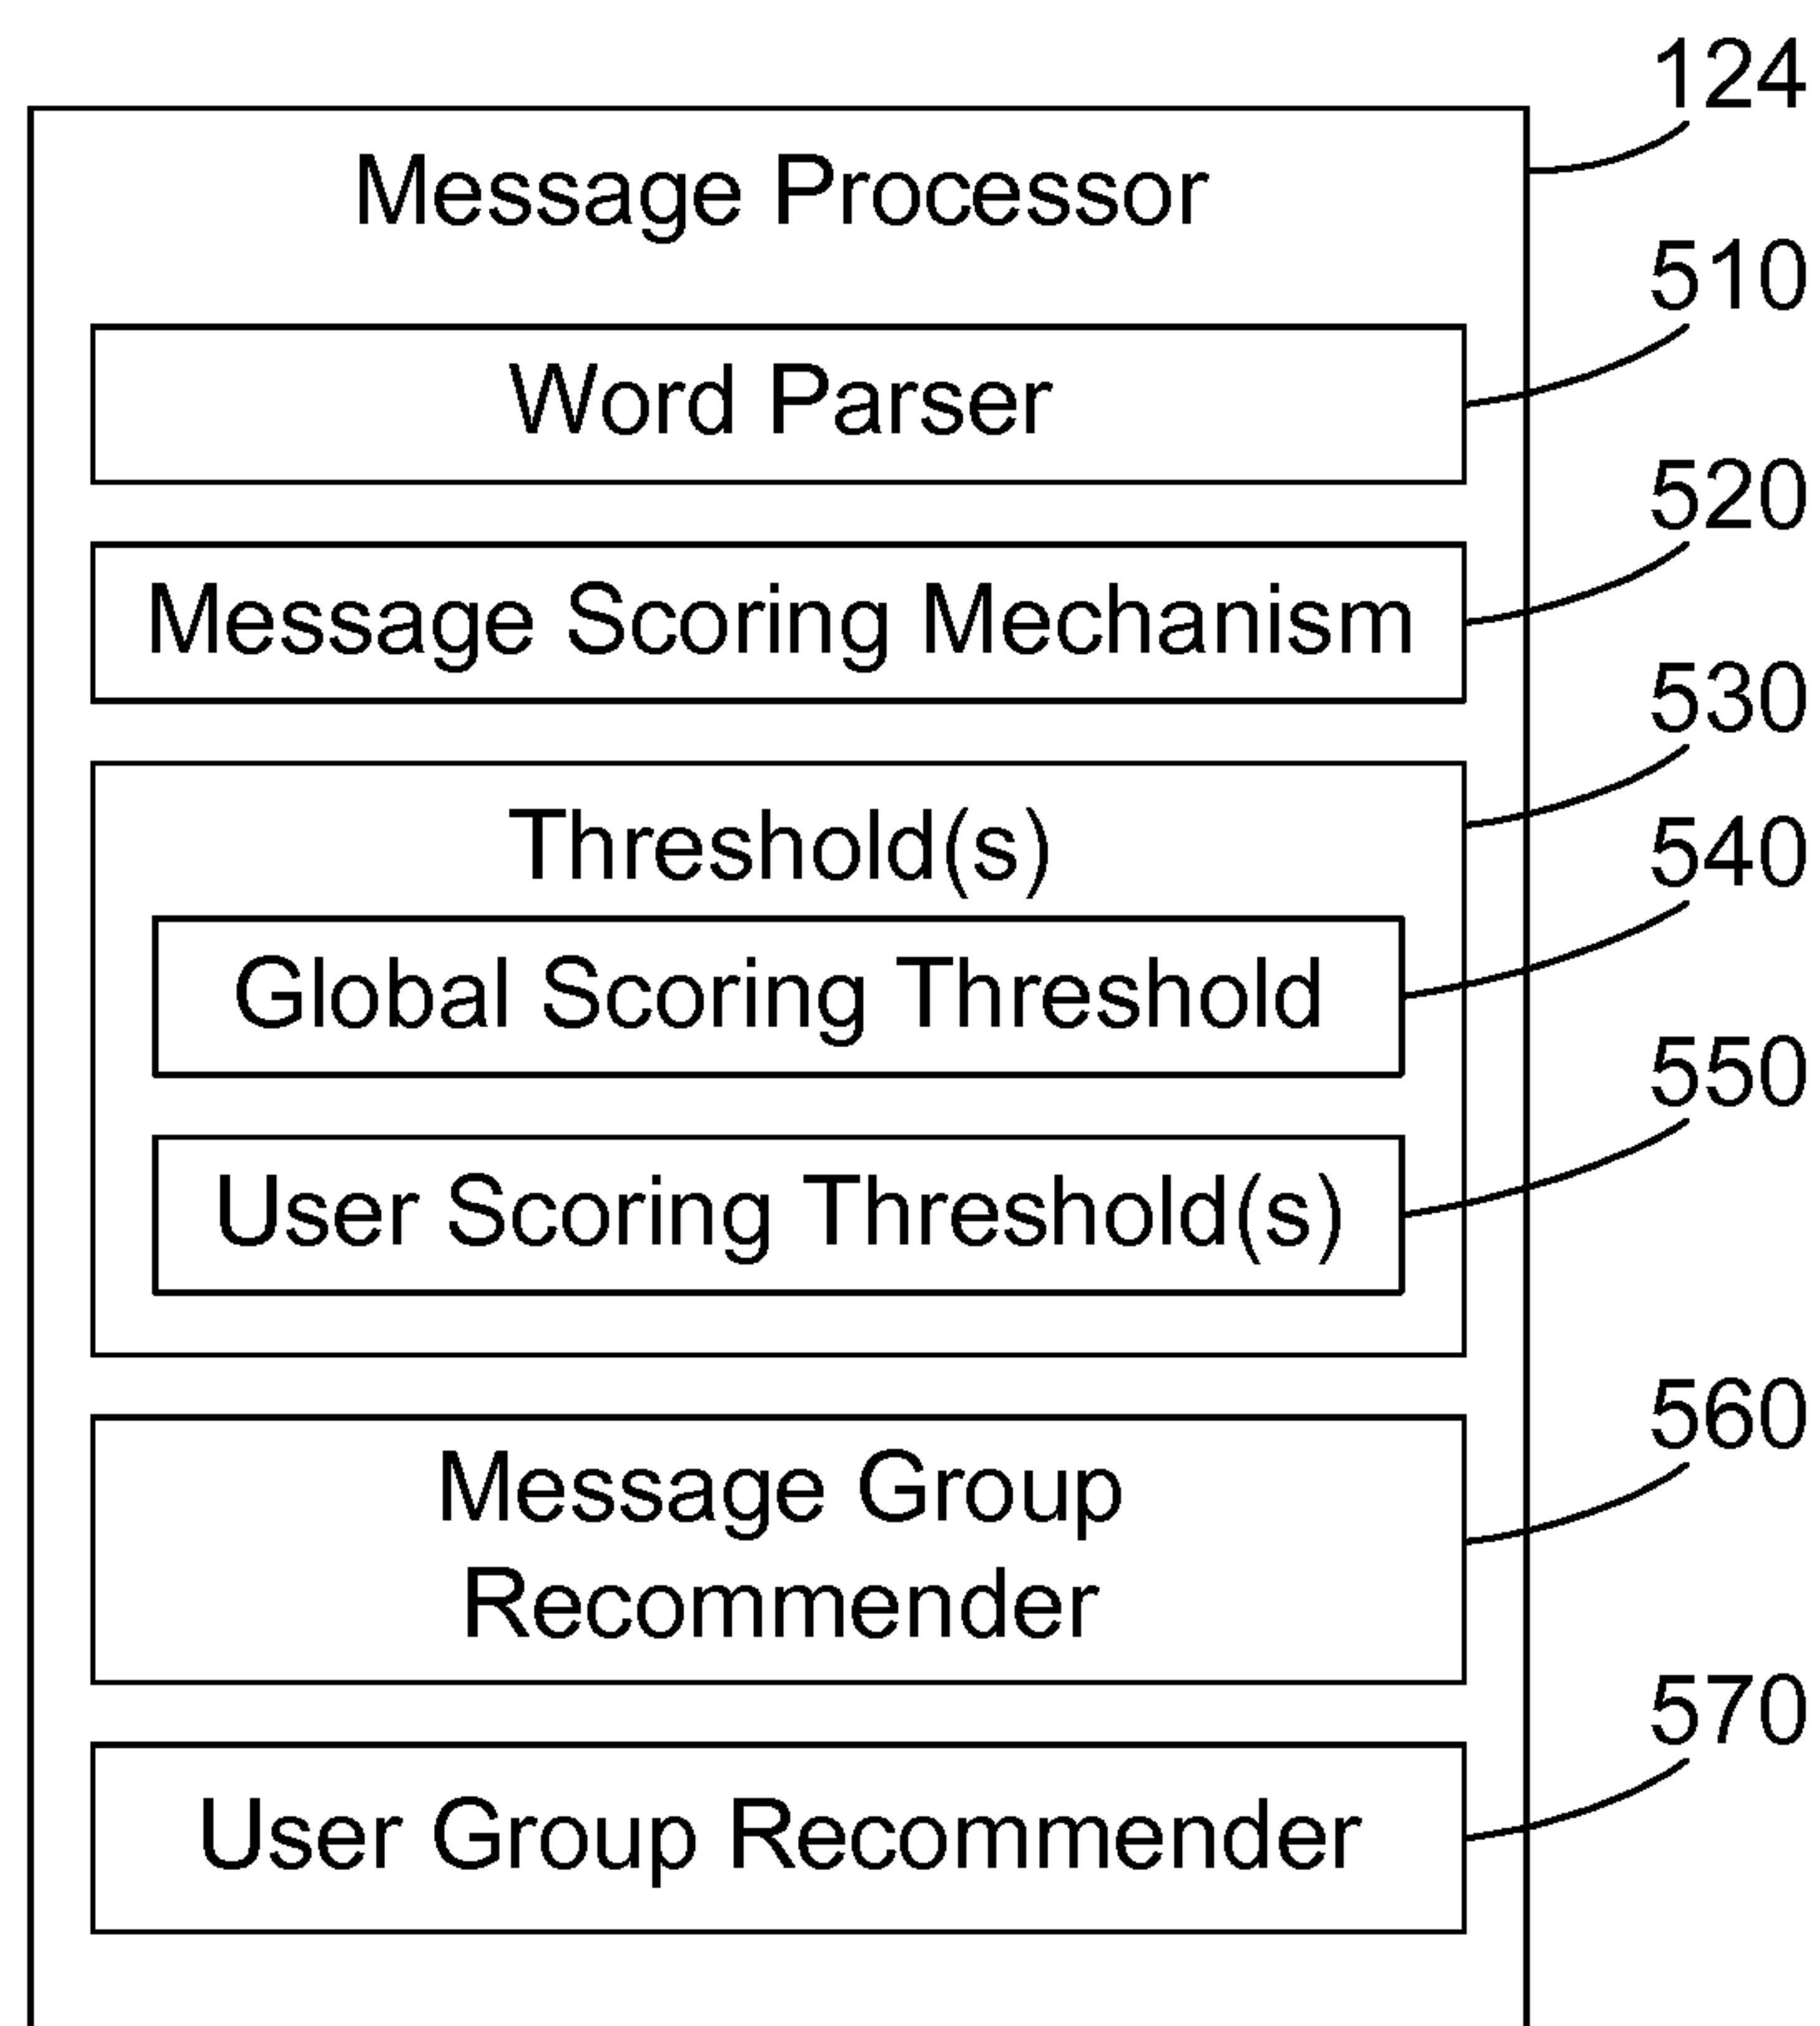 124
Message Processor
510
Word Parser
520
Message Scoring Mechanism
530
Threshold(s)
540
Global Scoring Threshold
550
User Scoring Threshold(s)
560
Message Group
Recommender
570
User Group Recommender